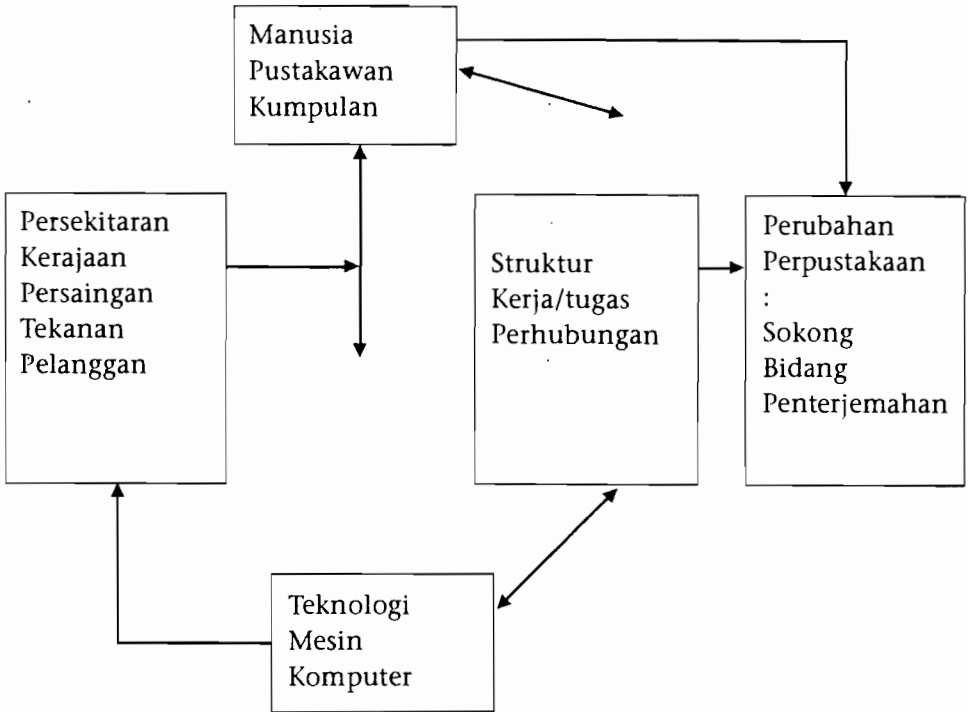 Manusia
Pustakawan
Kumpulan
Persekitaran
Kerajaan
Persaingan
Tekanan
Pelanggan
Struktur
Kerja/tugas
Perhubungan
Perubahan
Perpustakaan
:
Sokong
Bidang
Penterjemahan
Teknologi
Mesin
Komputer